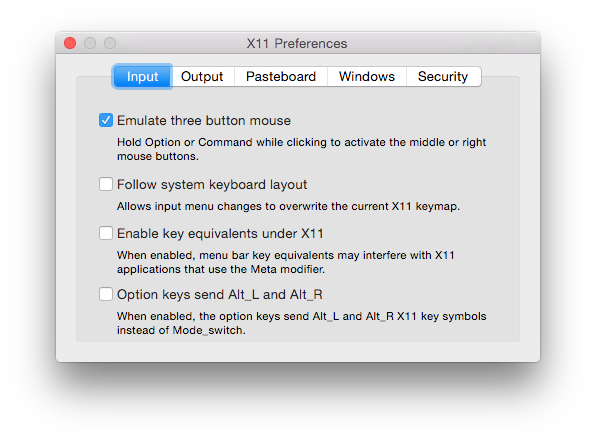 X11 Preferences
Input Output Pasteboard Windows Security
Emulate three button mouse
Hold Option or Command while clicking to activate the middle or right
mouse buttons.
Follow system keyboard layout
Allows input menu changes to overwrite the current X11 keymap.
Enable key equivalents under X11
When enabled, menu bar key equivalents may interfere with X11
applications that use the Meta modifier.
Option keys send Alt_L and Alt_R
When enabled, the option keys send Alt_L and Alt_R X11 key symbols
instead of Mode_switch.